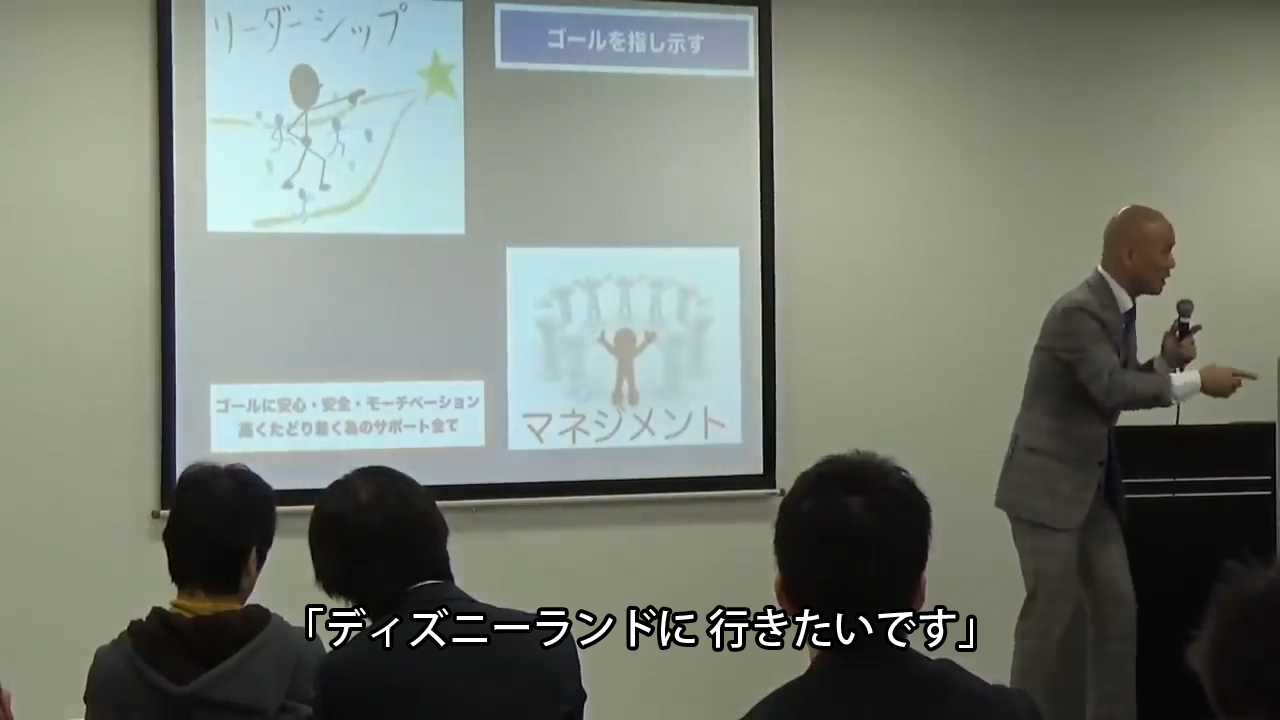 リーダーシップ
ゴールを指し示す
ゴールに安心・安全・モーチベーション
高くたどり着く為のサポート全て
マネジメント
「ディズニーランドに 行きたいです」